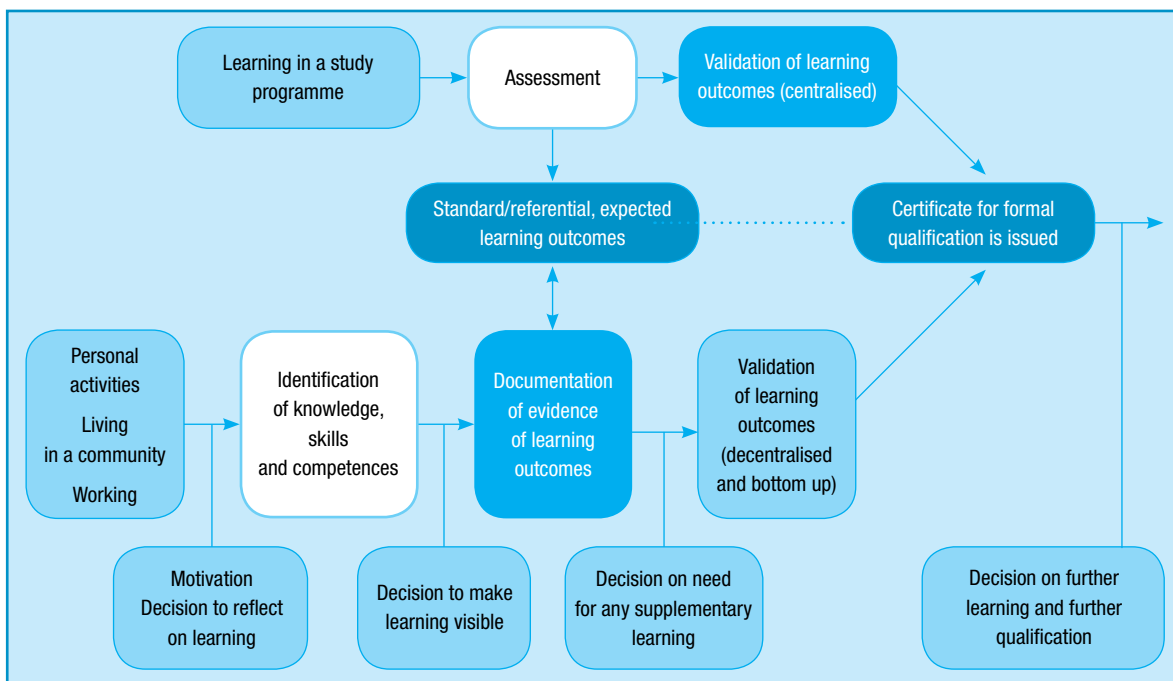 Learning in a study
programme
Assessment
Validation of learning
outcomes (centralised)
Standard/referential, expected
learning outcomes
Certificate for formal
qualification is issued
Personal
activities
Living
in a community
Working
Identification
of knowledge,
skills
and competences
Documentation
of evidence
of learning
outcomes
Validation
of learning
outcomes
(decentralised
and bottom up)
Motivation
Decision to reflect
on learning
Decision to make
learning visible
Decision on need
for any supplementary
learning
Decision on further
learning and further
qualification